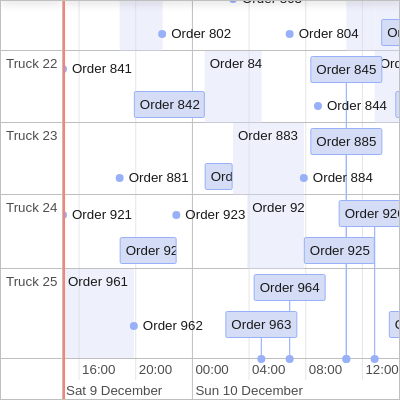 Order 802
Order 804
Truck 22
Order 841
Order 84
Order 845
Order 842
Order 844
Truck 23
Order 883
Order 885
Order 881
Ord
Order 884
Truck 24
Order 921
Order 923
Order 92
Order 92
Order 925
Truck 25
Order 961
Order 964
Order 962
Order 963
16:00
20:00
00:00
04:00
08:00
12:00
Sat 9 December
Sun 10 December